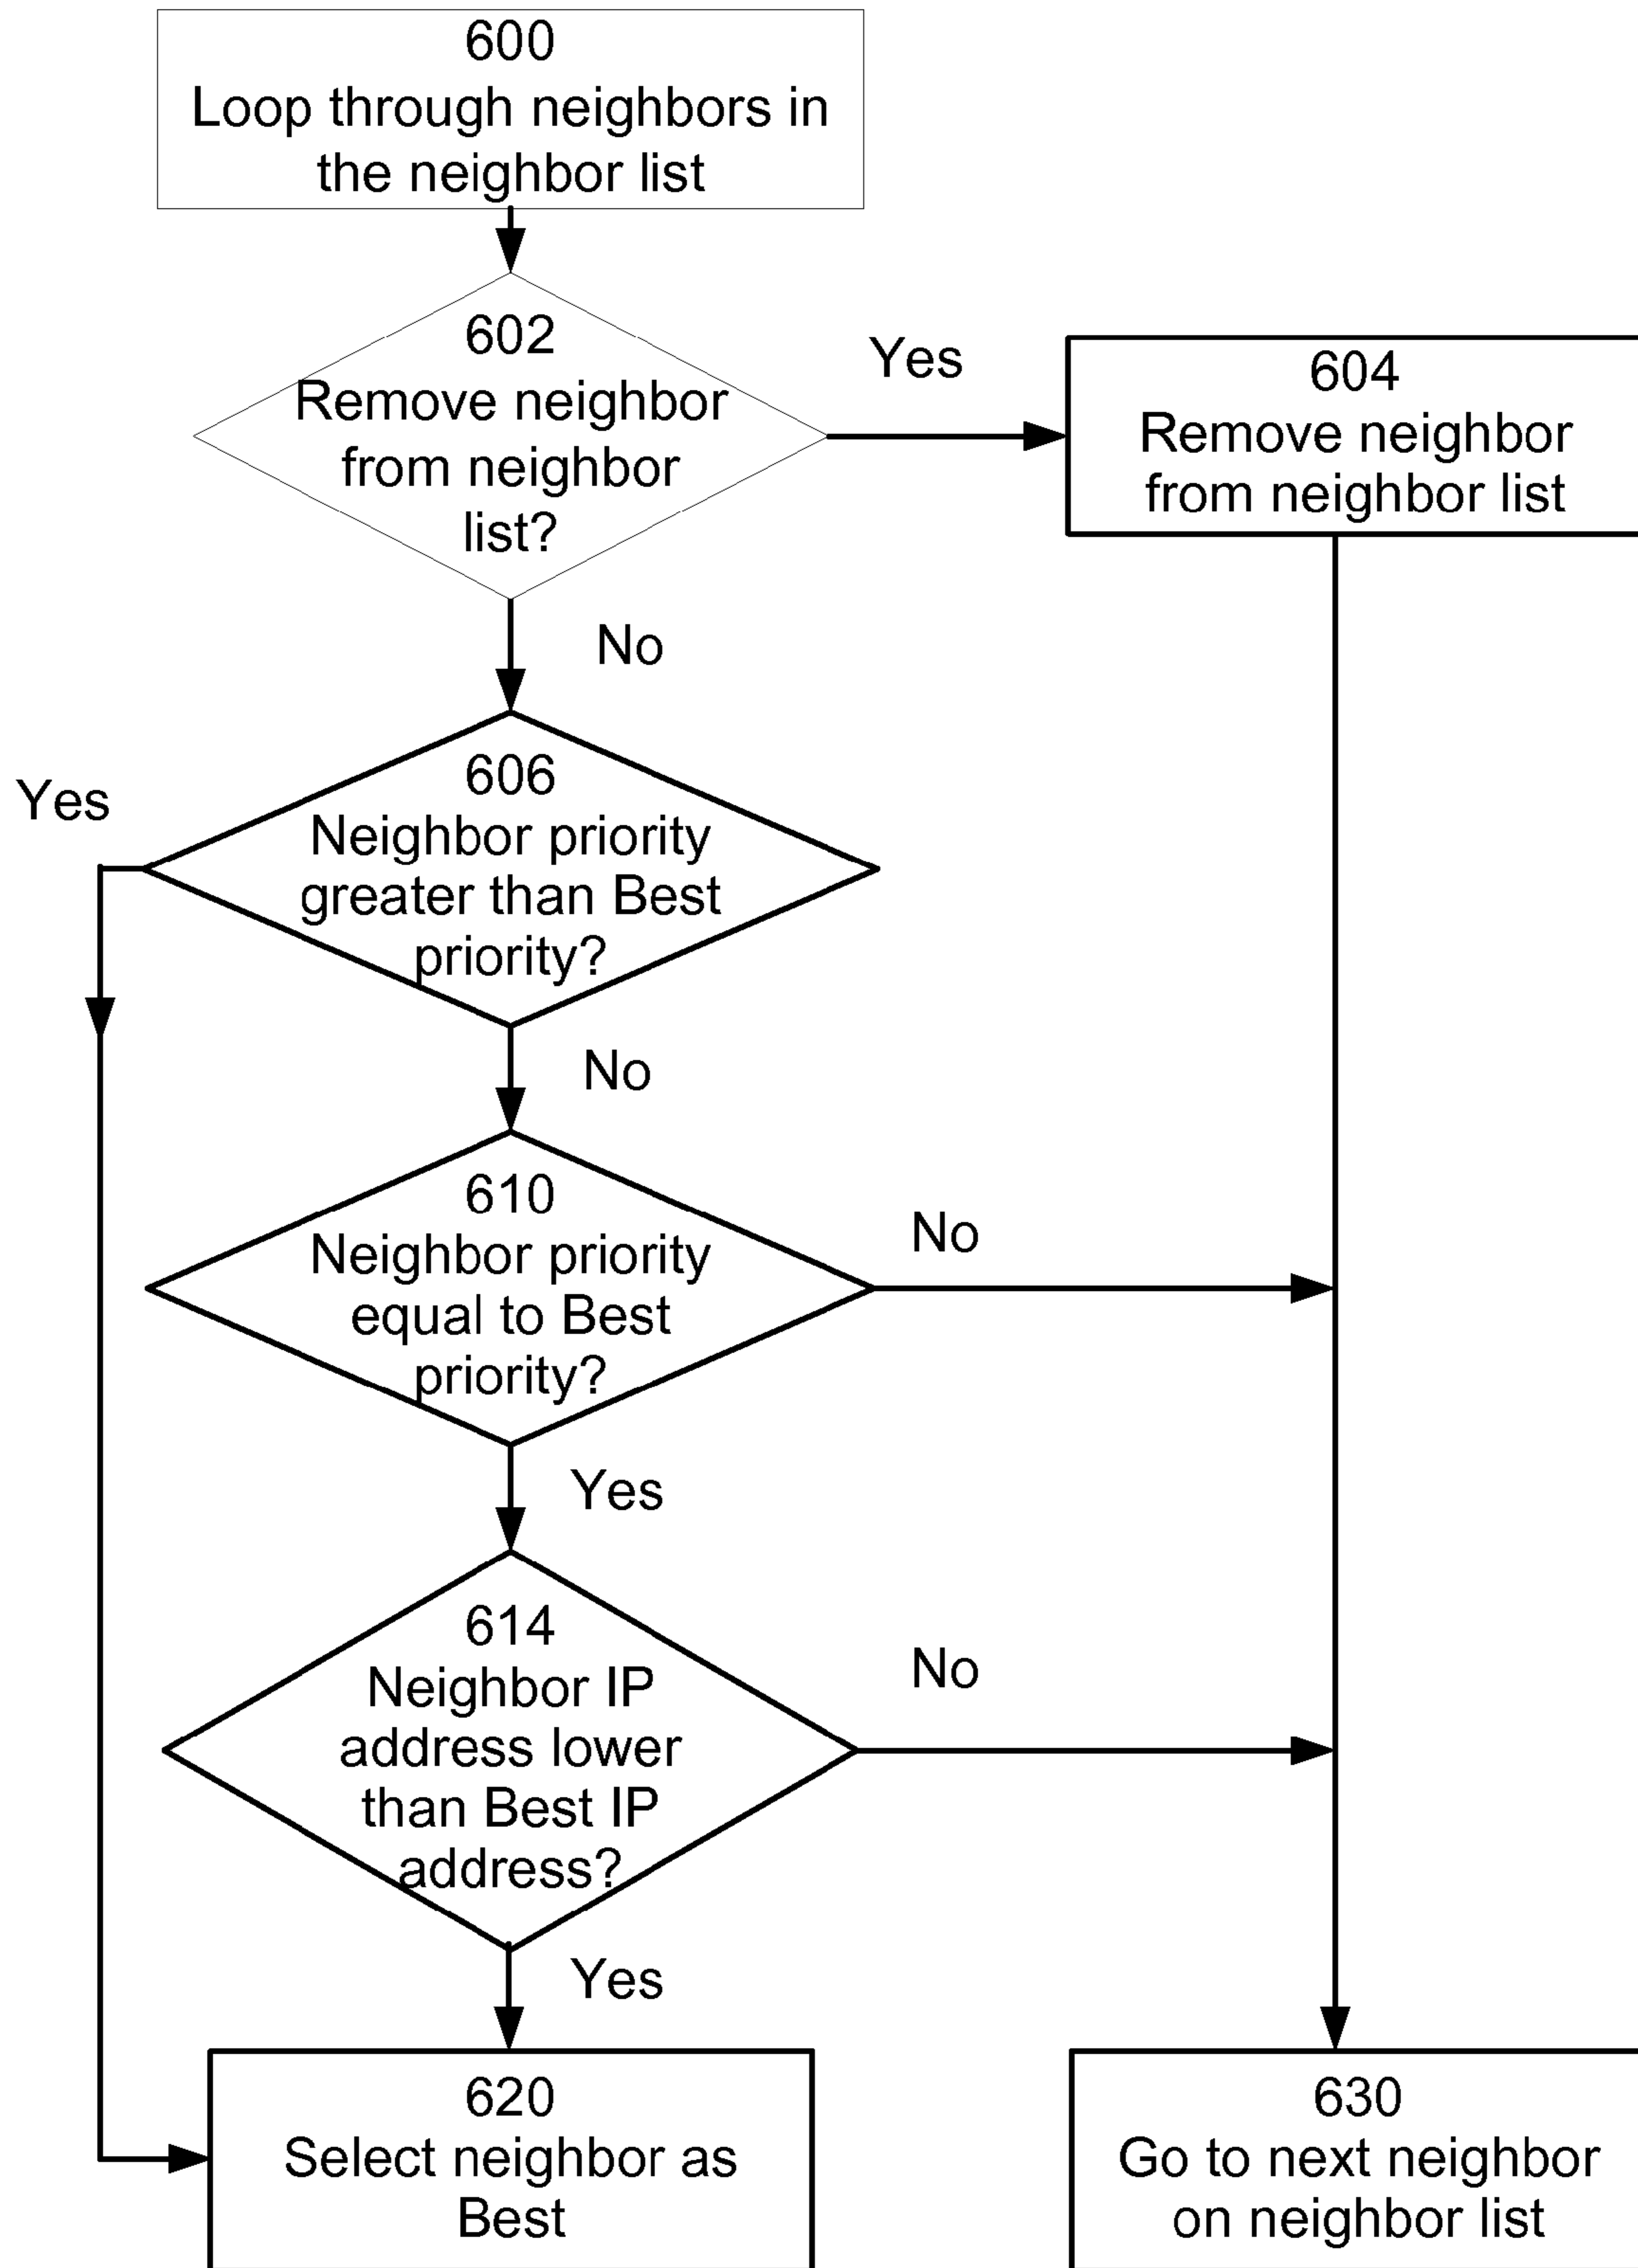 600
Loop through neighbors in
the neighbor list
602
Remove neighbor
from neighbor
list?
Yes
604
Remove neighbor
from neighbor list
No
Yes
606
Neighbor priority
greater than Best
priority?
No
610
Neighbor priority
equal to Best
priority?
No
Yes
614
Neighbor IP
address lower
than Best IP
address?
No
Yes
620
Select neighbor as
Best
630
Go to next neighbor
on neighbor list